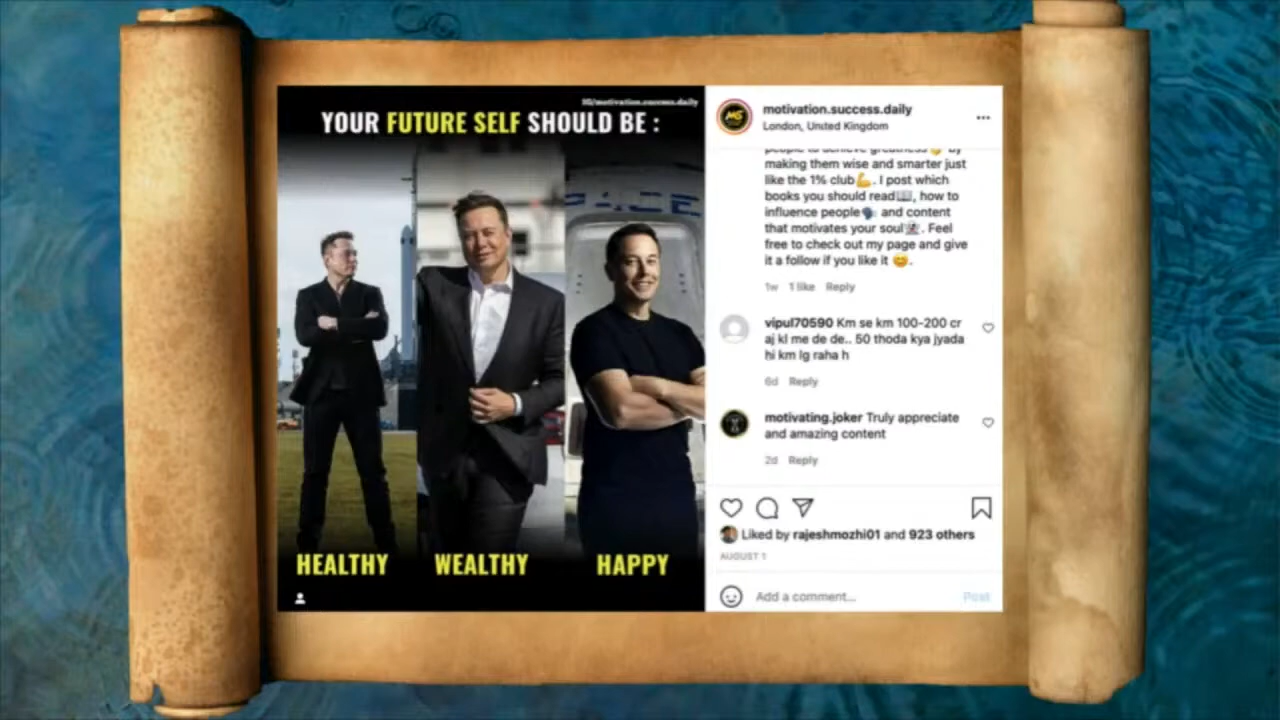 IG/motivation.success.daily
YOUR FUTURE SELF SHOULD BE :
HEALTHY
WEALTHY
HAPPY
motivation.success.daily
London, United Kingdom
people to achieve greatness by
making them wise and smarter just
like the 1% club💪. I post which
books you should read📖, how to
influence people🗣 and content
that motivates your soul. Feel
free to check out my page and give
it a follow if you like it 😊.
1w 1 like Reply
vipul70590 Km se km 100-200 cr
aj kl me de de.. 50 thoda kya jyada
hi km lg raha h
6d Reply
motivating.joker Truly appreciate
and amazing content
2d Reply
Liked by rajeshmozhi01 and 923 others
AUGUST 1
Add a comment...
Post